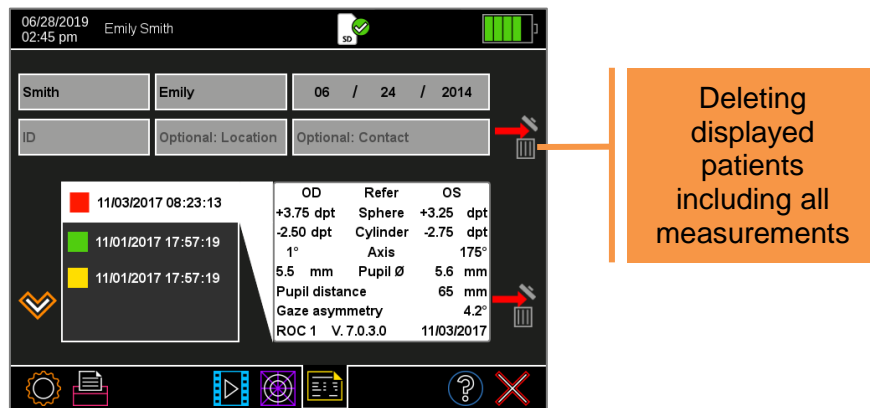 06/28/2019
02:45 pm
Emily Smith
SD
Smith Emily 06 / 24 / 2014
ID Optional: Location Optional: Contact
11/03/2017 08:23:13
11/01/2017 17:57:19
11/01/2017 17:57:19
OD Refer OS
+3.75 dpt Sphere +3.25 dpt
-2.50 dpt Cylinder -2.75 dpt
1° Axis 175°
5.5 mm Pupil Ø 5.6 mm
Pupil distance 65 mm
Gaze asymmetry 4.2°
ROC 1 V. 7.0.3.0 11/03/2017
?
Deleting
displayed
patients
including all
measurements